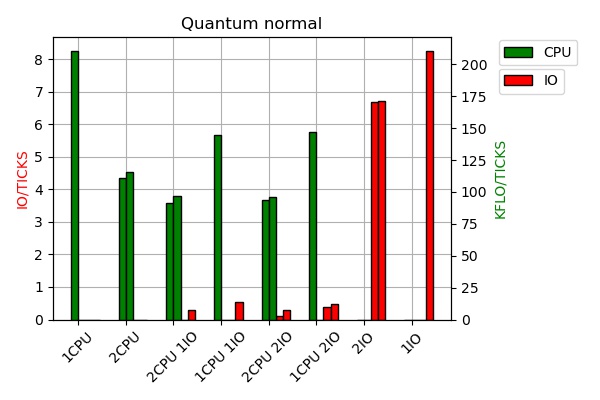 Quantum normal
CPU
IO
IO/TICKS
8
7
6
5
4
3
2
1
0
200
175
150
125
100
75
50
25
0
KFLO/TICKS
1CPU
2CPU
2CPU 1IO
1CPU 1IO
2CPU 2IO
1CPU 2IO
2IO
1IO